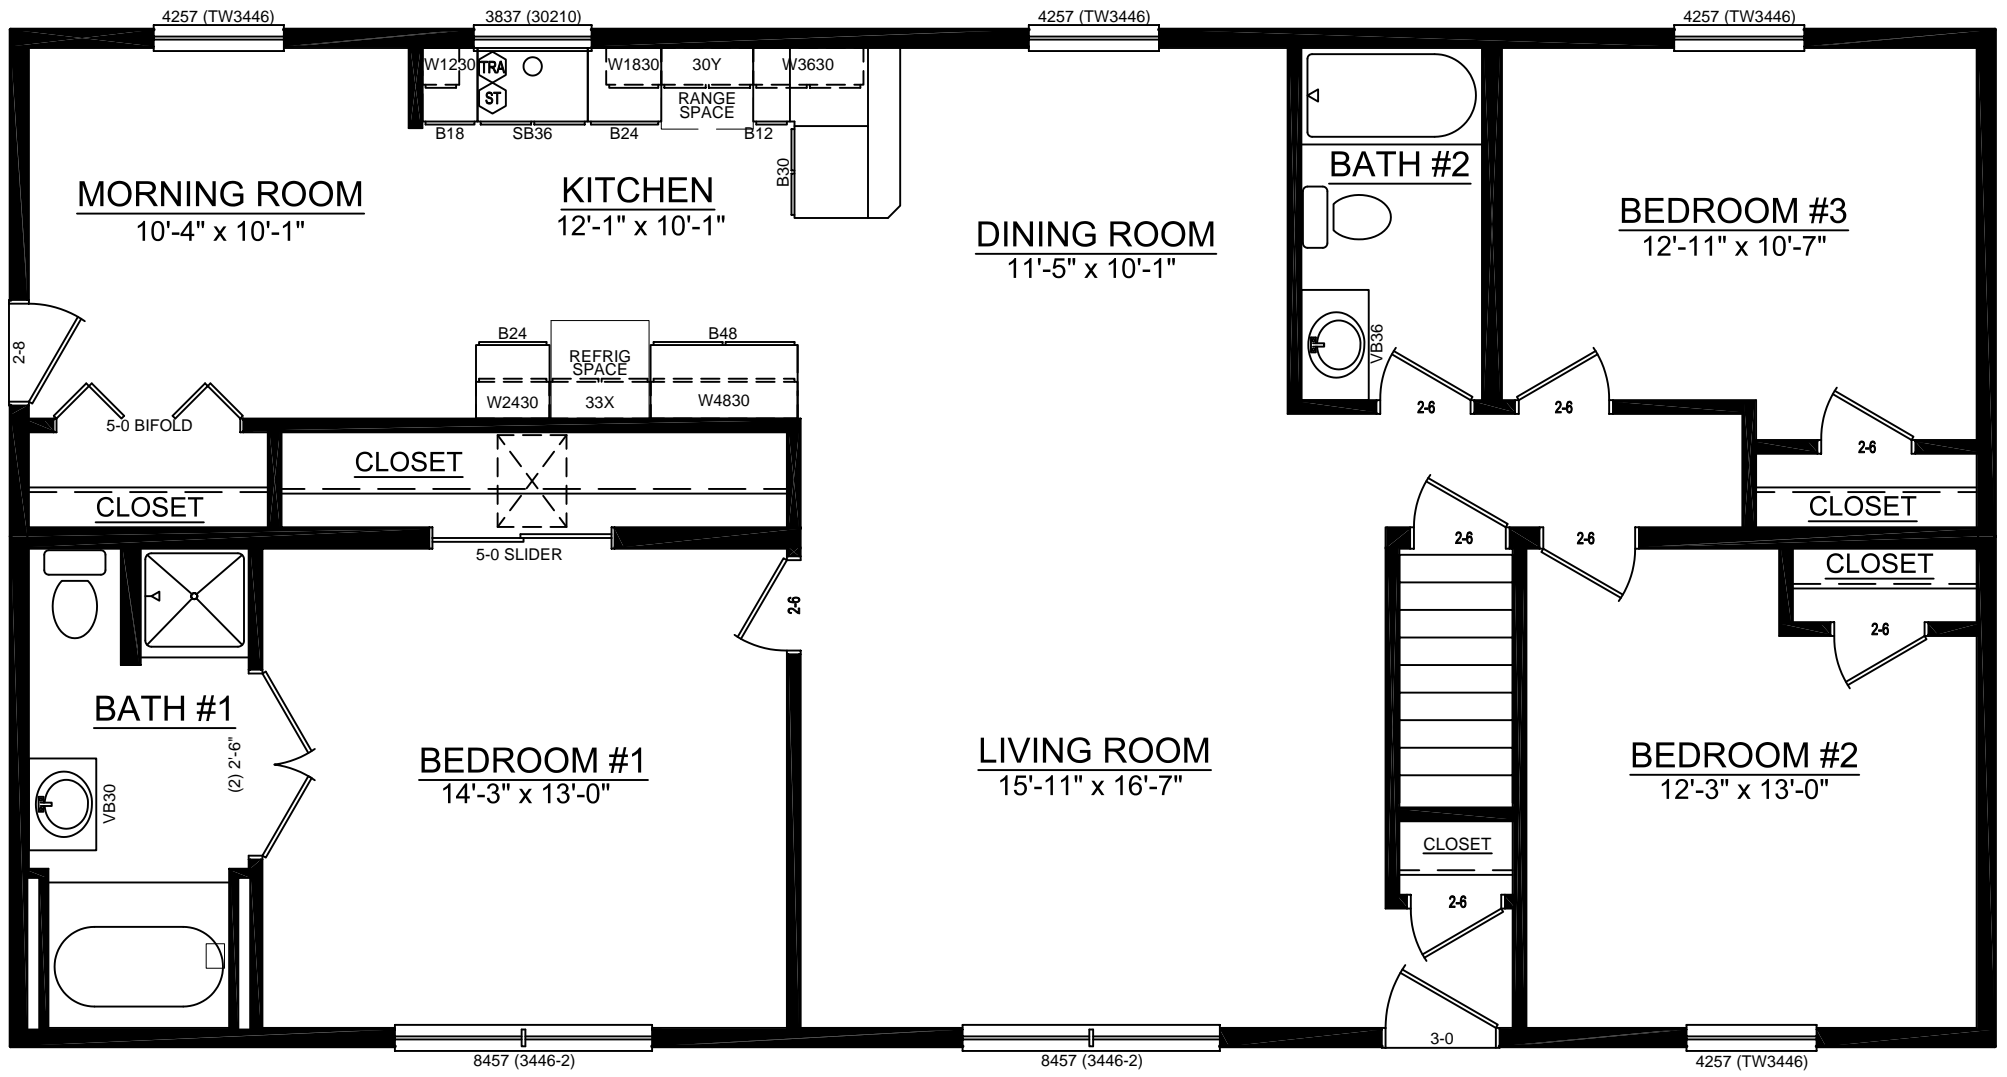 4257 (TW3446)
3837 (30210)
4257 (TW3446)
4257 (TW3446)
W1230
TRA
ST
W1830
30Y
W3630
RANGE
SPACE
B18
SB36
B24
B12
B30
MORNING ROOM
10'-4" x 10'-1"
KITCHEN
12'-1" x 10'-1"
DINING ROOM
11'-5" x 10'-1"
BATH #2
BEDROOM #3
12'-11" x 10'-7"
2-8
B24
REFRIG
SPACE
B48
W2430
33X
W4830
VB36
2-6
2-6
2-6
5-0 BIFOLD
CLOSET
CLOSET
CLOSET
5-0 SLIDER
2-6
2-6
2-6
CLOSET
2-6
BATH #1
(2) 2'-6"
VB30
BEDROOM #1
14'-3" x 13'-0"
LIVING ROOM
15'-11" x 16'-7"
BEDROOM #2
12'-3" x 13'-0"
CLOSET
2-6
3-0
8457 (3446-2)
8457 (3446-2)
4257 (TW3446)